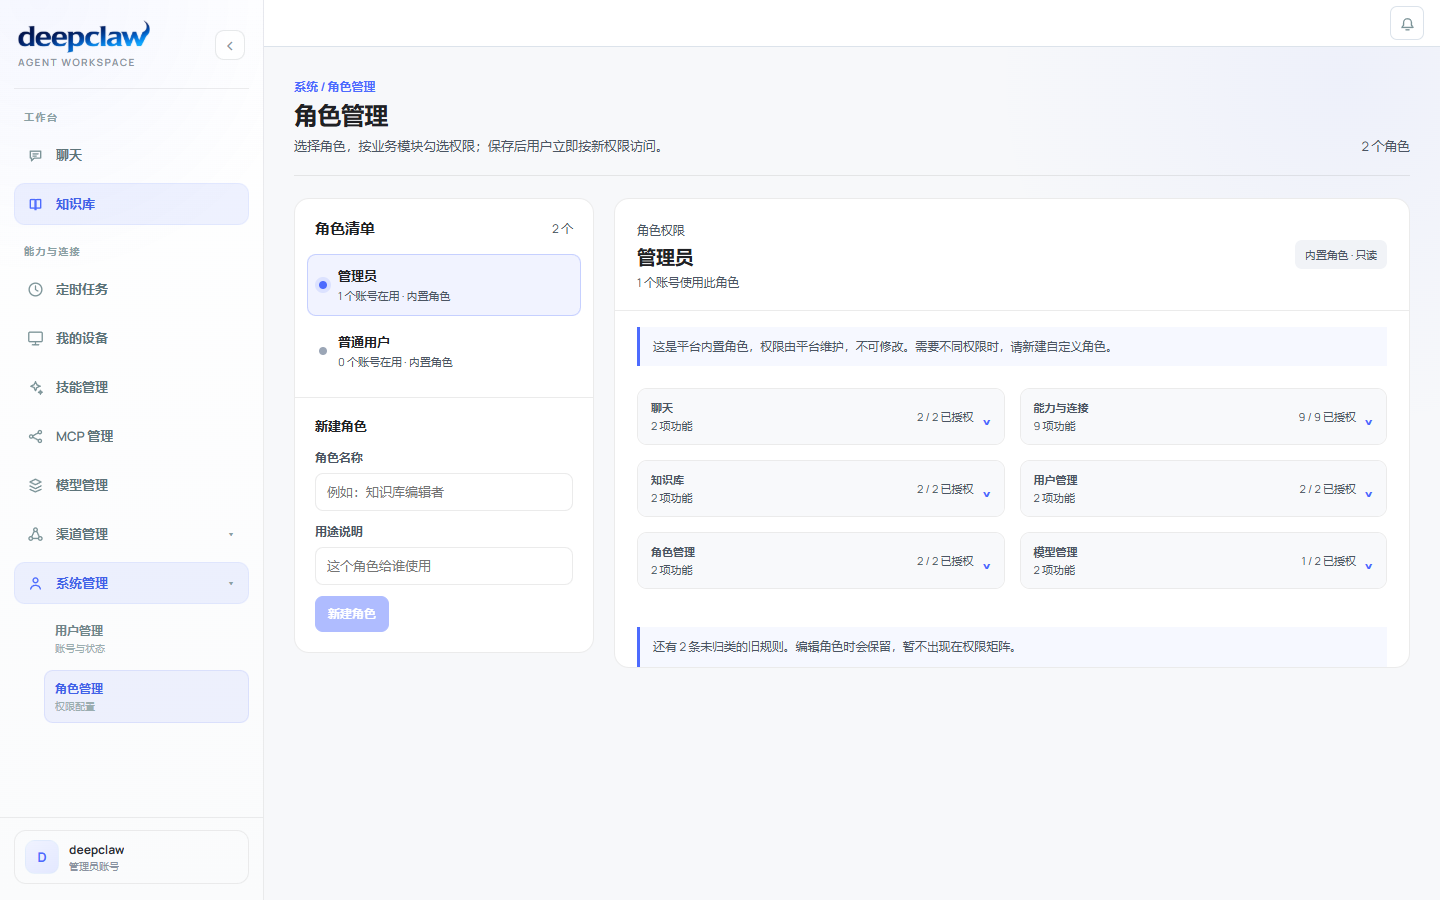 deepclaw
AGENT WORKSPACE
工作台
聊天
知识库
能力与连接
定时任务
我的设备
技能管理
MCP 管理
模型管理
渠道管理
系统管理
用户管理
账号与状态
角色管理
权限配置
D
deepclaw
管理员账号
系统 / 角色管理
角色管理
选择角色，按业务模块勾选权限；保存后用户立即按新权限访问。
2 个角色
角色清单
2 个
管理员
1 个账号在用 · 内置角色
普通用户
0 个账号在用 · 内置角色
新建角色
角色名称
例如：知识库编辑者
用途说明
这个角色给谁使用
新建角色
角色权限
管理员
1 个账号使用此角色
内置角色 · 只读
这是平台内置角色，权限由平台维护，不可修改。需要不同权限时，请新建自定义角色。
聊天
2 项功能
2 / 2 已授权
能力与连接
9 项功能
9 / 9 已授权
知识库
2 项功能
2 / 2 已授权
用户管理
2 项功能
2 / 2 已授权
角色管理
2 项功能
2 / 2 已授权
模型管理
2 项功能
1 / 2 已授权
还有 2 条未归类的旧规则。编辑角色时会保留，暂不出现在权限矩阵。